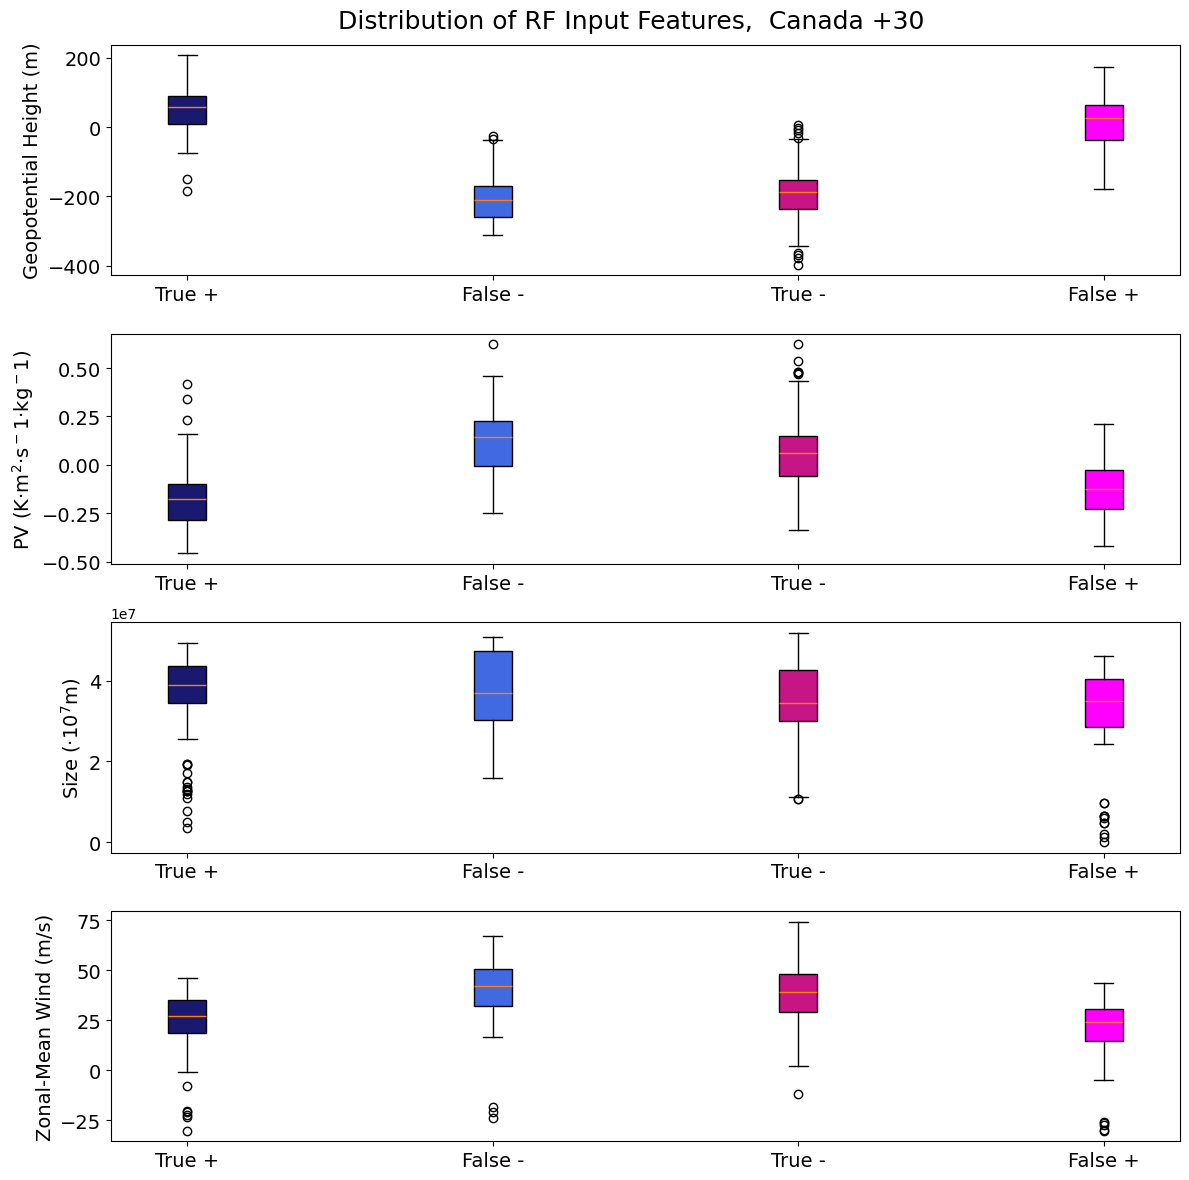 Distribution of RF Input Features,  Canada +30
Geopotential Height (m)
200
0
−200
−400
True +
False -
True -
False +
PV (K·m²·s⁻1·kg⁻1)
0.50
0.25
0.00
−0.25
−0.50
True +
False -
True -
False +
1e7
Size (·10⁷m)
4
2
0
True +
False -
True -
False +
Zonal-Mean Wind (m/s)
75
50
25
0
−25
True +
False -
True -
False +